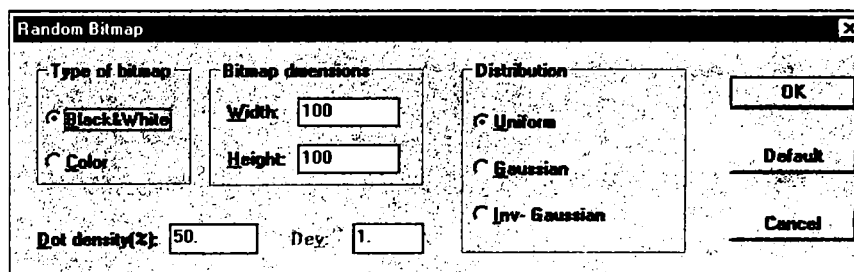 Random Bitmap
Type of bitmap
Black&White
Color
Bitmap dimensions
Width: 100
Height: 100
Distribution
Uniform
Gaussian
Inv- Gaussian
OK
Default
Cancel
Dot density(%): 50.
Dev: 1.